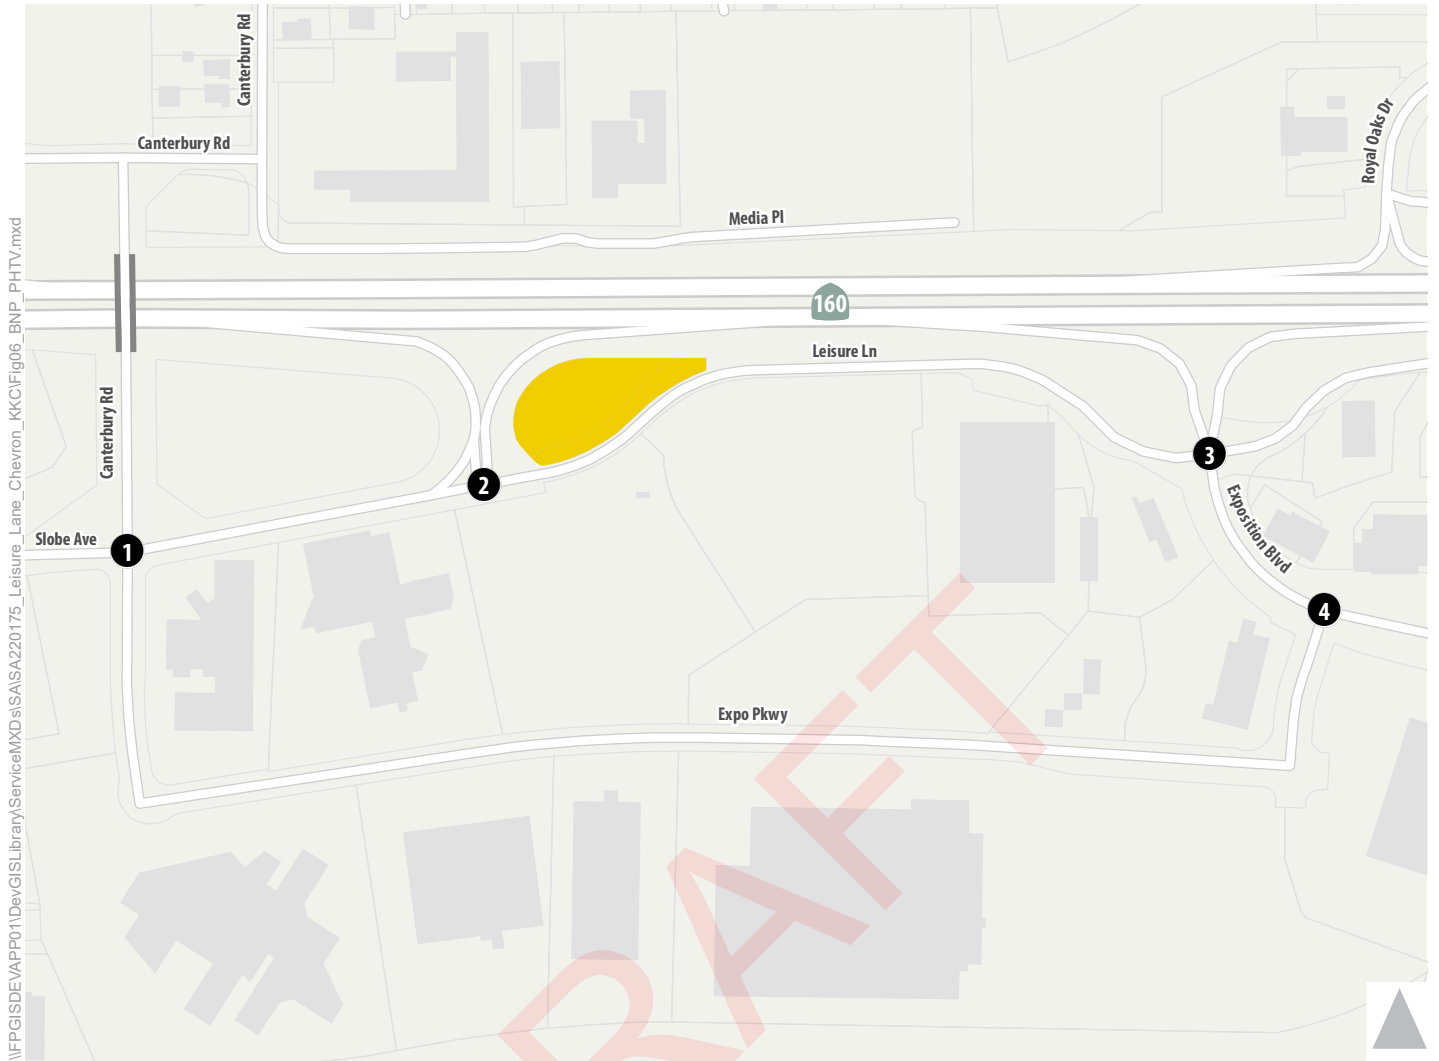 Canterbury Rd
Canterbury Rd
Royal Oaks Dr
Media Pl
160
Leisure Ln
Canterbury Rd
2
3
Exposition Blvd
Slobe Ave
1
4
Expo Pkwy
RAFT
\\FPGISDEVAPP01\DevGISLibrary\ServiceMXDs\SA\SA220175_Leisure_Lane_Chevron_KKC\Fig06_BNP_PHTV.mxd